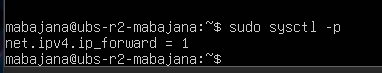 mabajana@ubs-r2-mabajana:~$ sudo sysctl -p
net.ipv4.ip_forward = 1
mabajana@ubs-r2-mabajana:~$